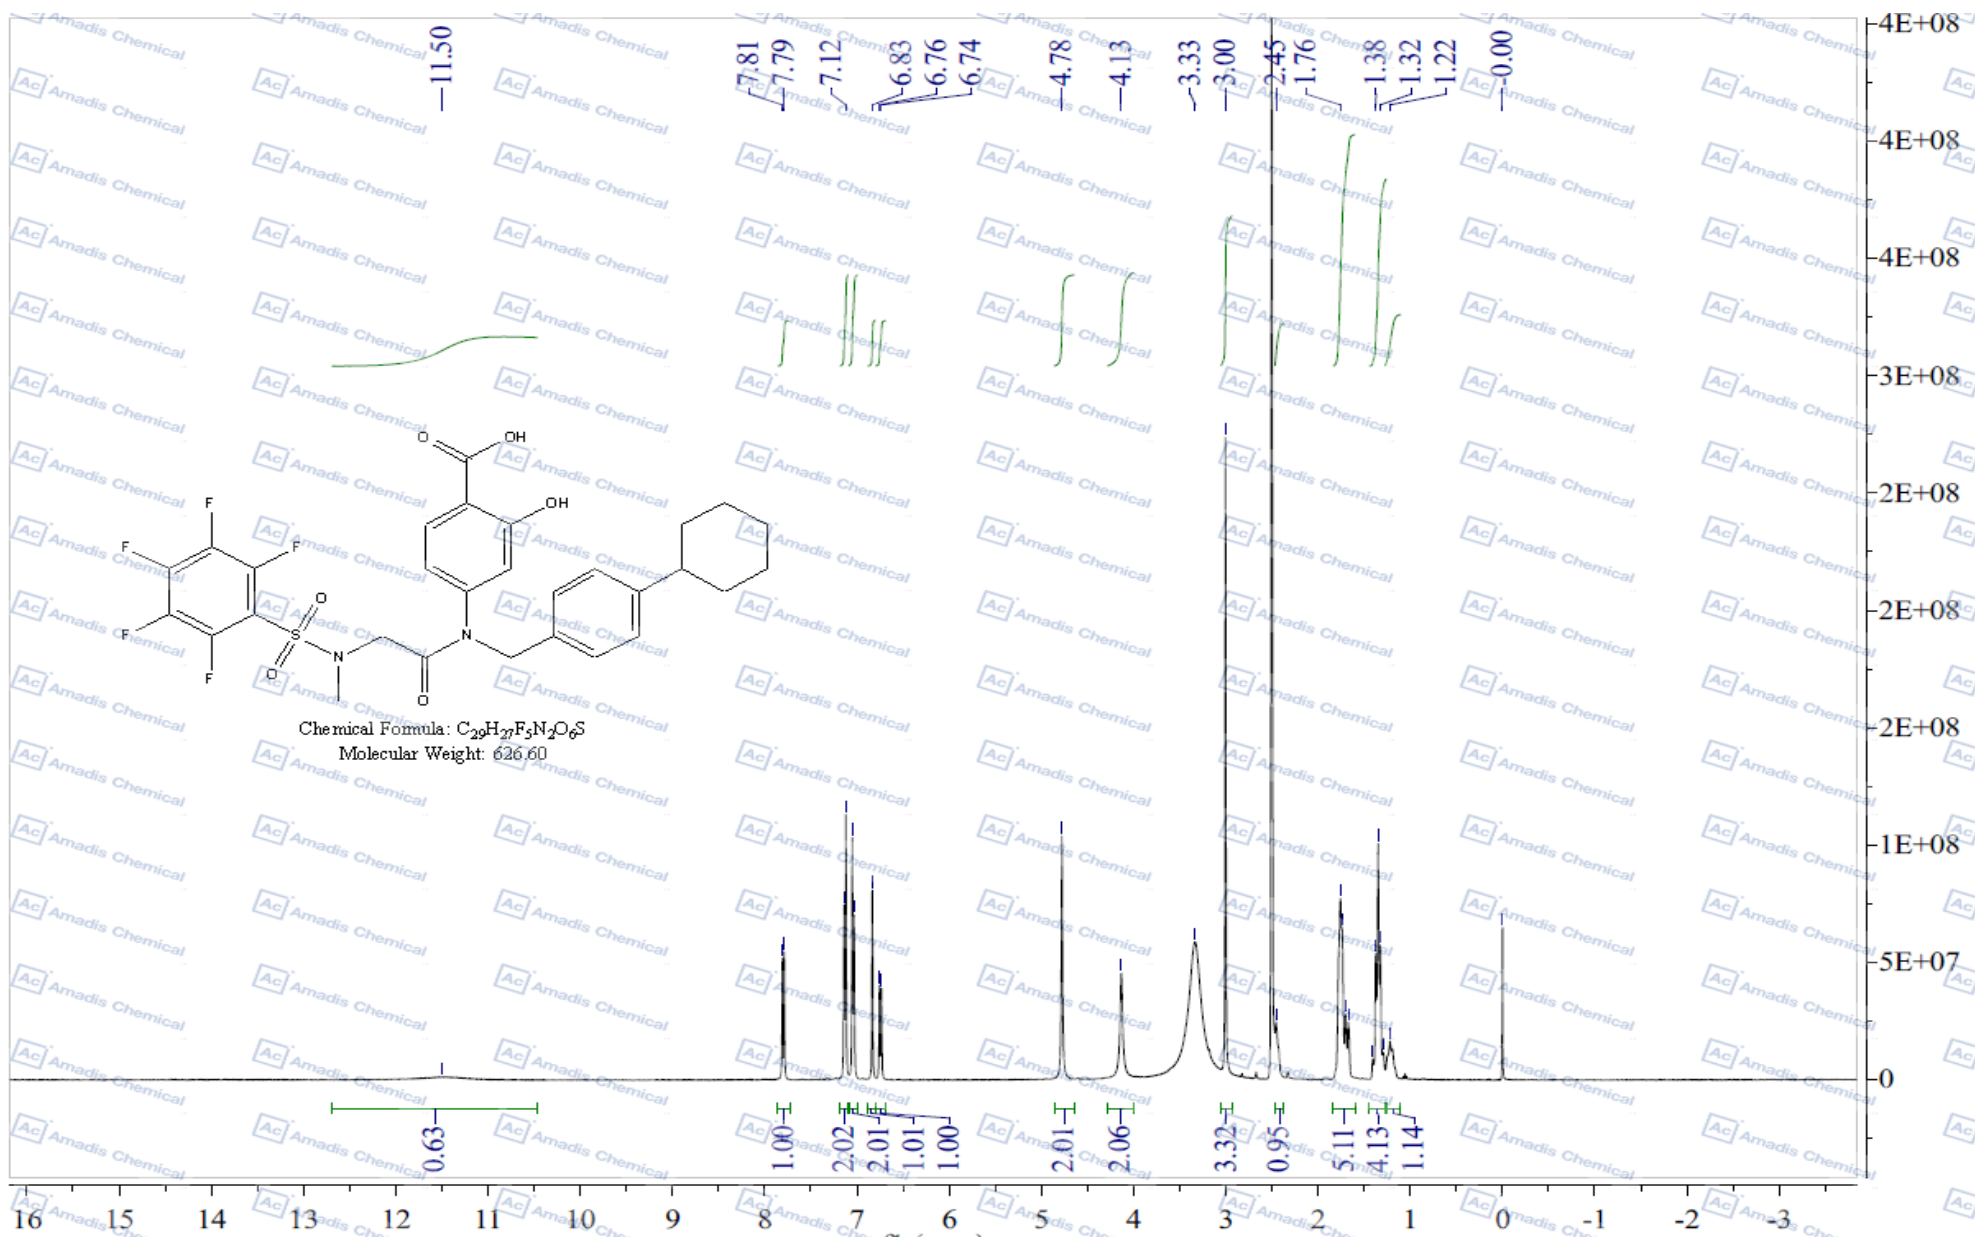 11.50
7.81
7.79
7.12
6.83
6.76
6.74
4.78
4.13
3.33
3.00
2.45
1.76
1.38
1.32
1.22
-0.00
4E+08
4E+08
4E+08
3E+08
2E+08
2E+08
2E+08
1E+08
5E+07
0
O
OH
OH
F
F
F
F
F
O
S
O
N
N
O
Chemical Formula: C29H27F5N2O6S
Molecular Weight: 626.60
0.63
1.00
2.02
2.01
1.01
1.00
2.01
2.06
3.32
0.95
5.11
4.13
1.14
16 15 14 13 12 11 10 9 8 7 6 5 4 3 2 1 0 -1 -2 -3
Ac Amadis Chemical